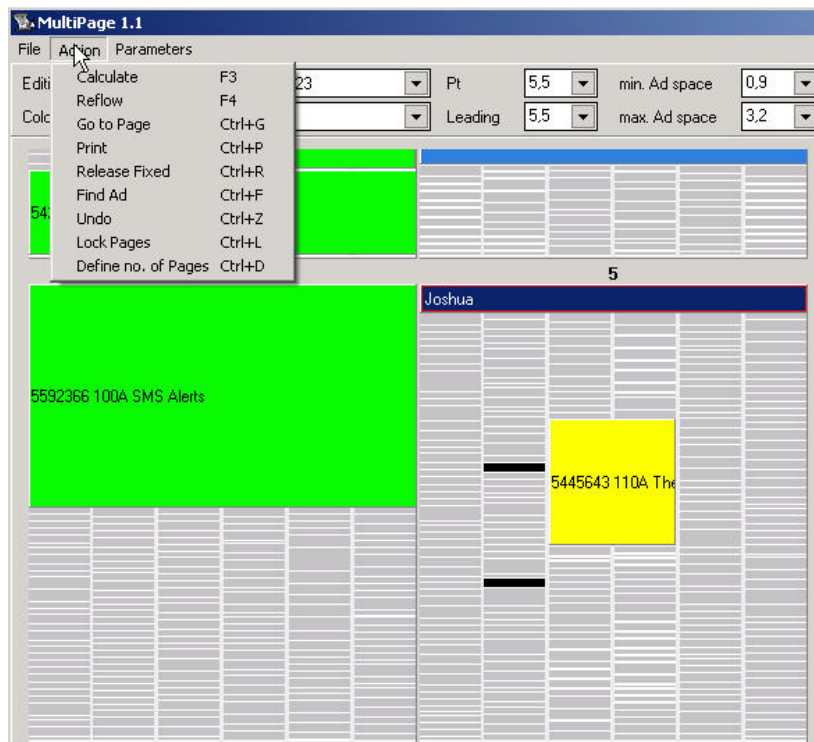 MultiPage 1.1
File Action Parameters
Calculate F3
Reflow F4
Go to Page Ctrl+G
Print Ctrl+P
Release Fixed Ctrl+R
Find Ad Ctrl+F
Undo Ctrl+Z
Lock Pages Ctrl+L
Define no. of Pages Ctrl+D
Editi 23 Pt 5,5 min. Ad space 0,9
Colo Leading 5,5 max. Ad space 3,2
54
5
Joshua
5592366 100A SMS Alerts
5445643 110A The